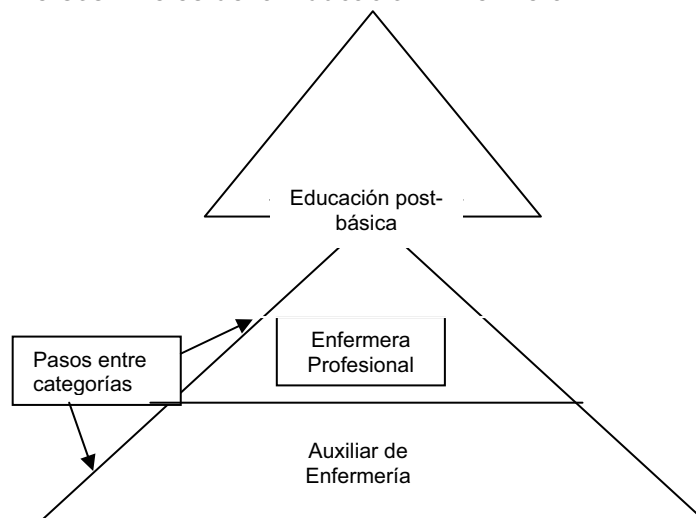 Educación post-
básica
Enfermera
Profesional
Pasos entre
categorías
Auxiliar de
Enfermería